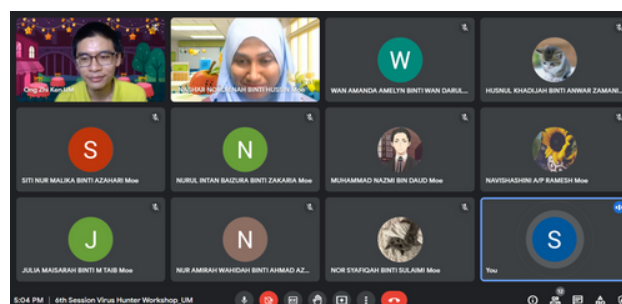 Ong Zhi Ken UM
NORLMNAH BINTI HUSSIN Moe
W
WAN AMANDA AMELYN BINTI WAN DARUL...
HUSNUL KHADIJAH BINTI ANWAR ZAMANI...
S
SITI NUR MALIKA BINTI AZAHARI Moe
N
NURUL INTAN BAIZURA BINTI ZAKARIA Moe
MUHAMMAD NAZMI BIN DAUD Moe
NAVISHASHINI A/P RAMESH Moe
J
JULIA MAISARAH BINTI M TAIB Moe
N
NUR AMIRAH WAHIDAH BINTI AHMAD AZ...
NOR SYAFIQAH BINTI SULAIMI Moe
S
You
5:04 PM | 6th Session Virus Hunter Workshop_UM
12